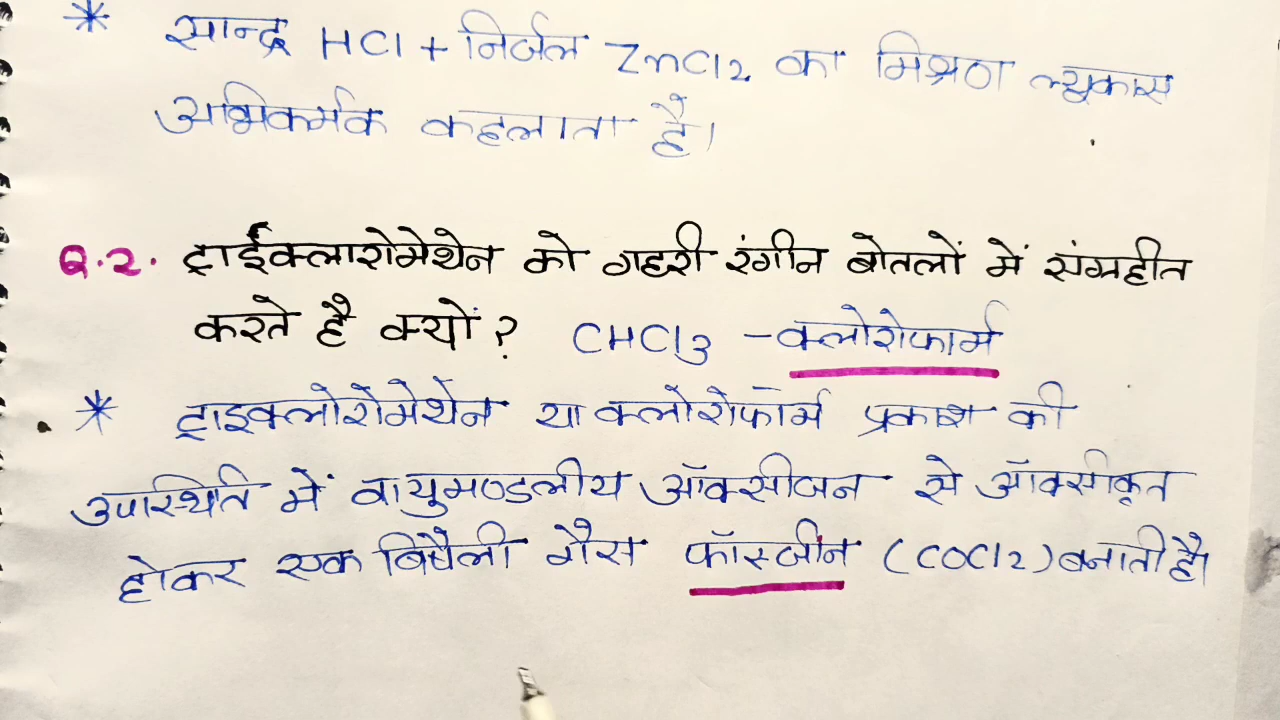 * सान्द्र HCl + निर्जल ZnCl2 का मिश्रण ल्यूकास
अभिकर्मक कहलाता है।
Q.2. ट्राईक्लारोमेथेन को गहरी रंगीन बोतलों में संग्रहीत
करते है क्यों? CHCl3 - क्लोरोफार्म
* ट्राइक्लोरोमेथेन या क्लोरोफॉर्म प्रकाश की
उपस्थिति में वायुमण्डलीय ऑक्सीजन से ऑक्सीकृत
होकर एक बिषैली गैस फॉस्जीन (COCl2) बनाती है।